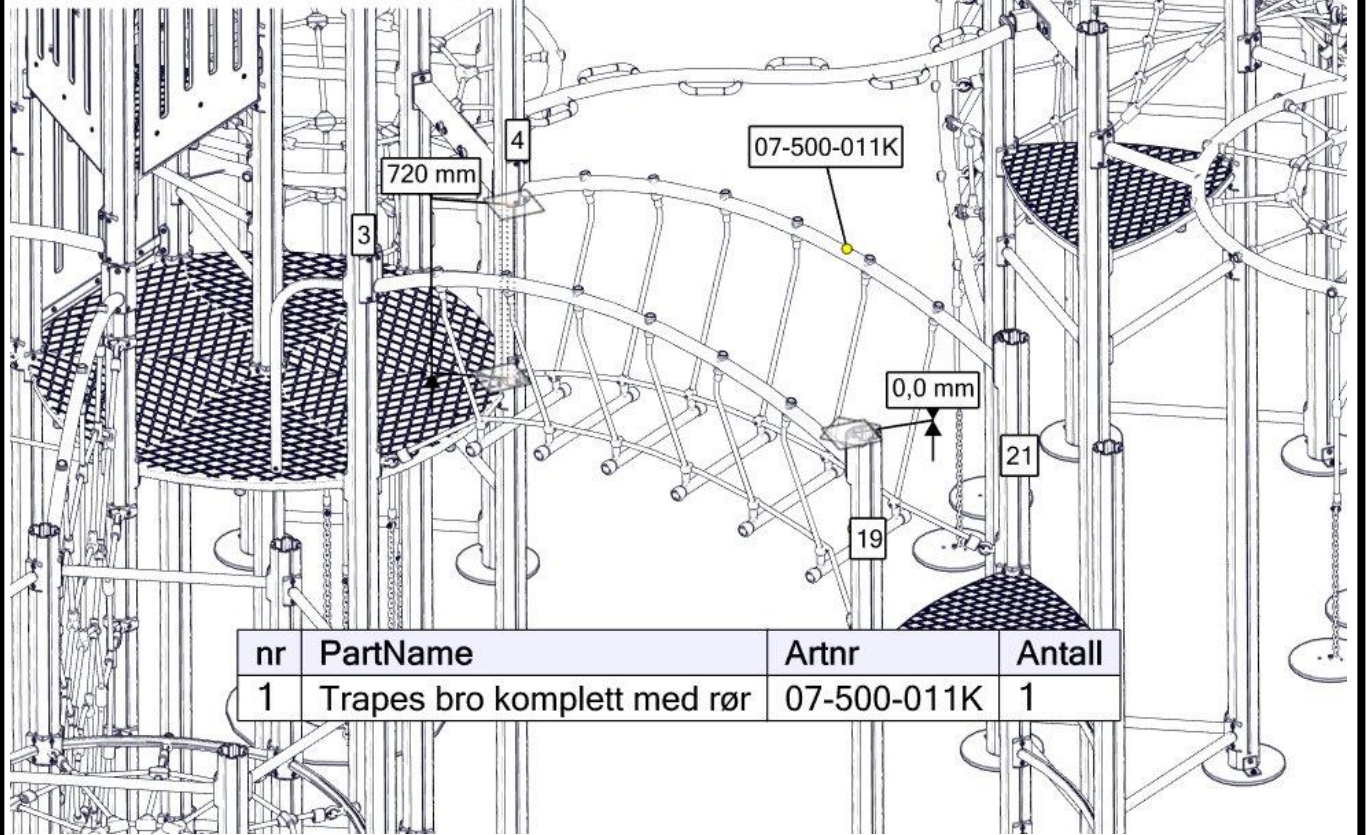 4
07-500-011K
720 mm
3
0,0 mm
21
19
nr PartName Artnr Antall
1 Trapes bro komplett med rør 07-500-011K 1